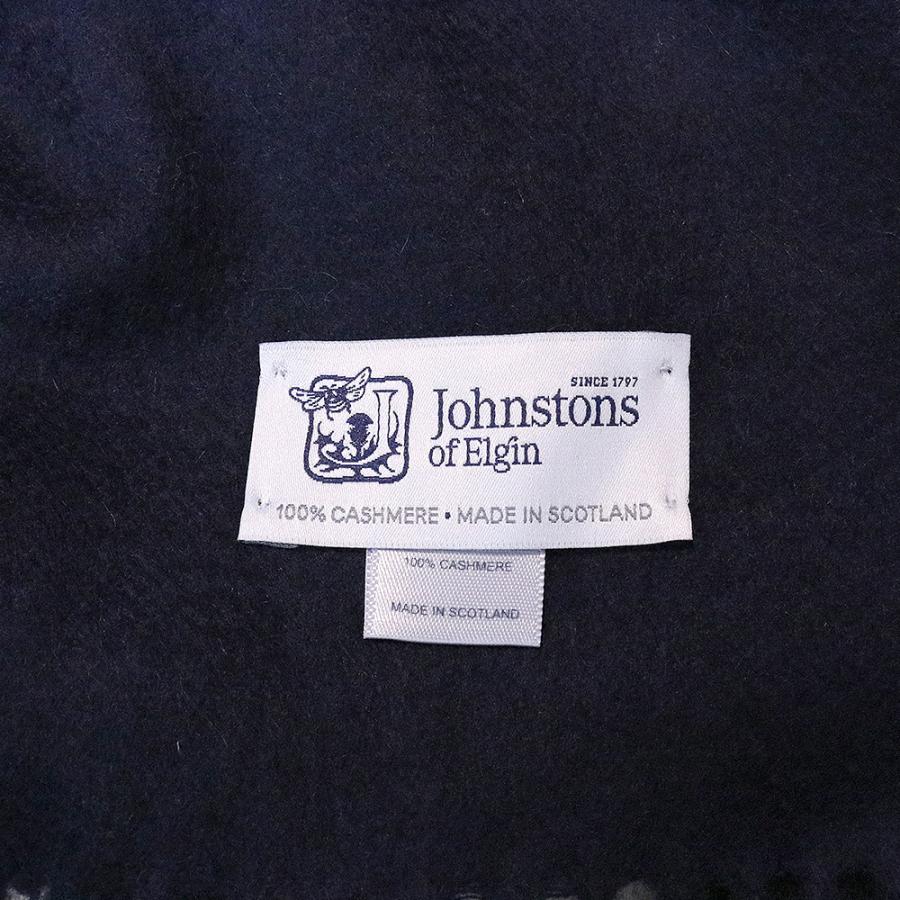 SINCE 1797
Johnstons
of Elgin
100% CASHMERE • MADE IN SCOTLAND
100% CASHMERE
MADE IN SCOTLAND